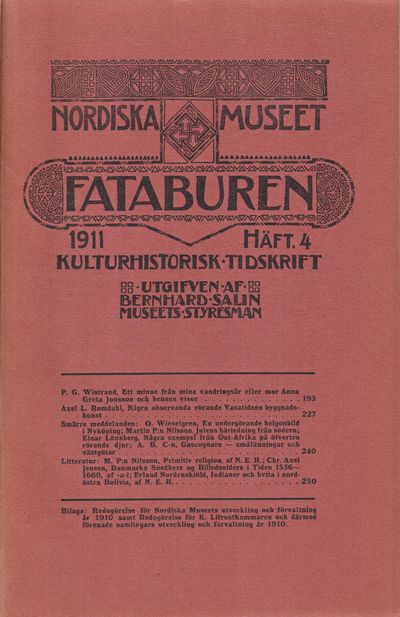 NORDISKA MUSEET
FATABUREN
1911 HÄFT. 4
KULTURHISTORISK·TIDSKRIFT
·UTGIFVEN·AF·
BERNHARD·SALIN
MUSEETS·STYRESMAN
P. G. Wistrand, Ett minne från mina vandringsår eller mor Anna
Greta Jonsson och hennes visor . . . . . . . . . . . . . . 193
Axel L. Romdahl, Några observanda rörande Vasatidens byggnads-
konst . . . . . . . . . . . . . . . . . . . . . . . . . . 227
Smärre meddelanden: O. Wieselgren, En undergörande helgonbild
i Nyköping; Martin P:n Nilsson, Julens härledning från södern;
Einar Lönnberg, Några exempel från Ost-Afrika på öfvertro
rörande djur; A. B. C-n, Gascognare — smålänningar och
västgötar . . . . . . . . . . . . . . . . . . . . . . . . 240
Litteratur: M. P:n Nilsson, Primitiv religion, af N. E. H.; Chr. Axel
Jensen, Danmarks Snedkere og Billedsnidere i Tiden 1536—
1660, af -a-i; Erland Nordenskiöld, Indianer och hvita i nord-
östra Bolivia, af N. E. H. . . . . . . . . . . . . . . . . 250
Bilaga: Redogörelse för Nordiska Museets utveckling och förvaltning
år 1910 samt Redogörelse för K. Lifrustkammaren och därmed
förenade samlingars utveckling och förvaltning år 1910.